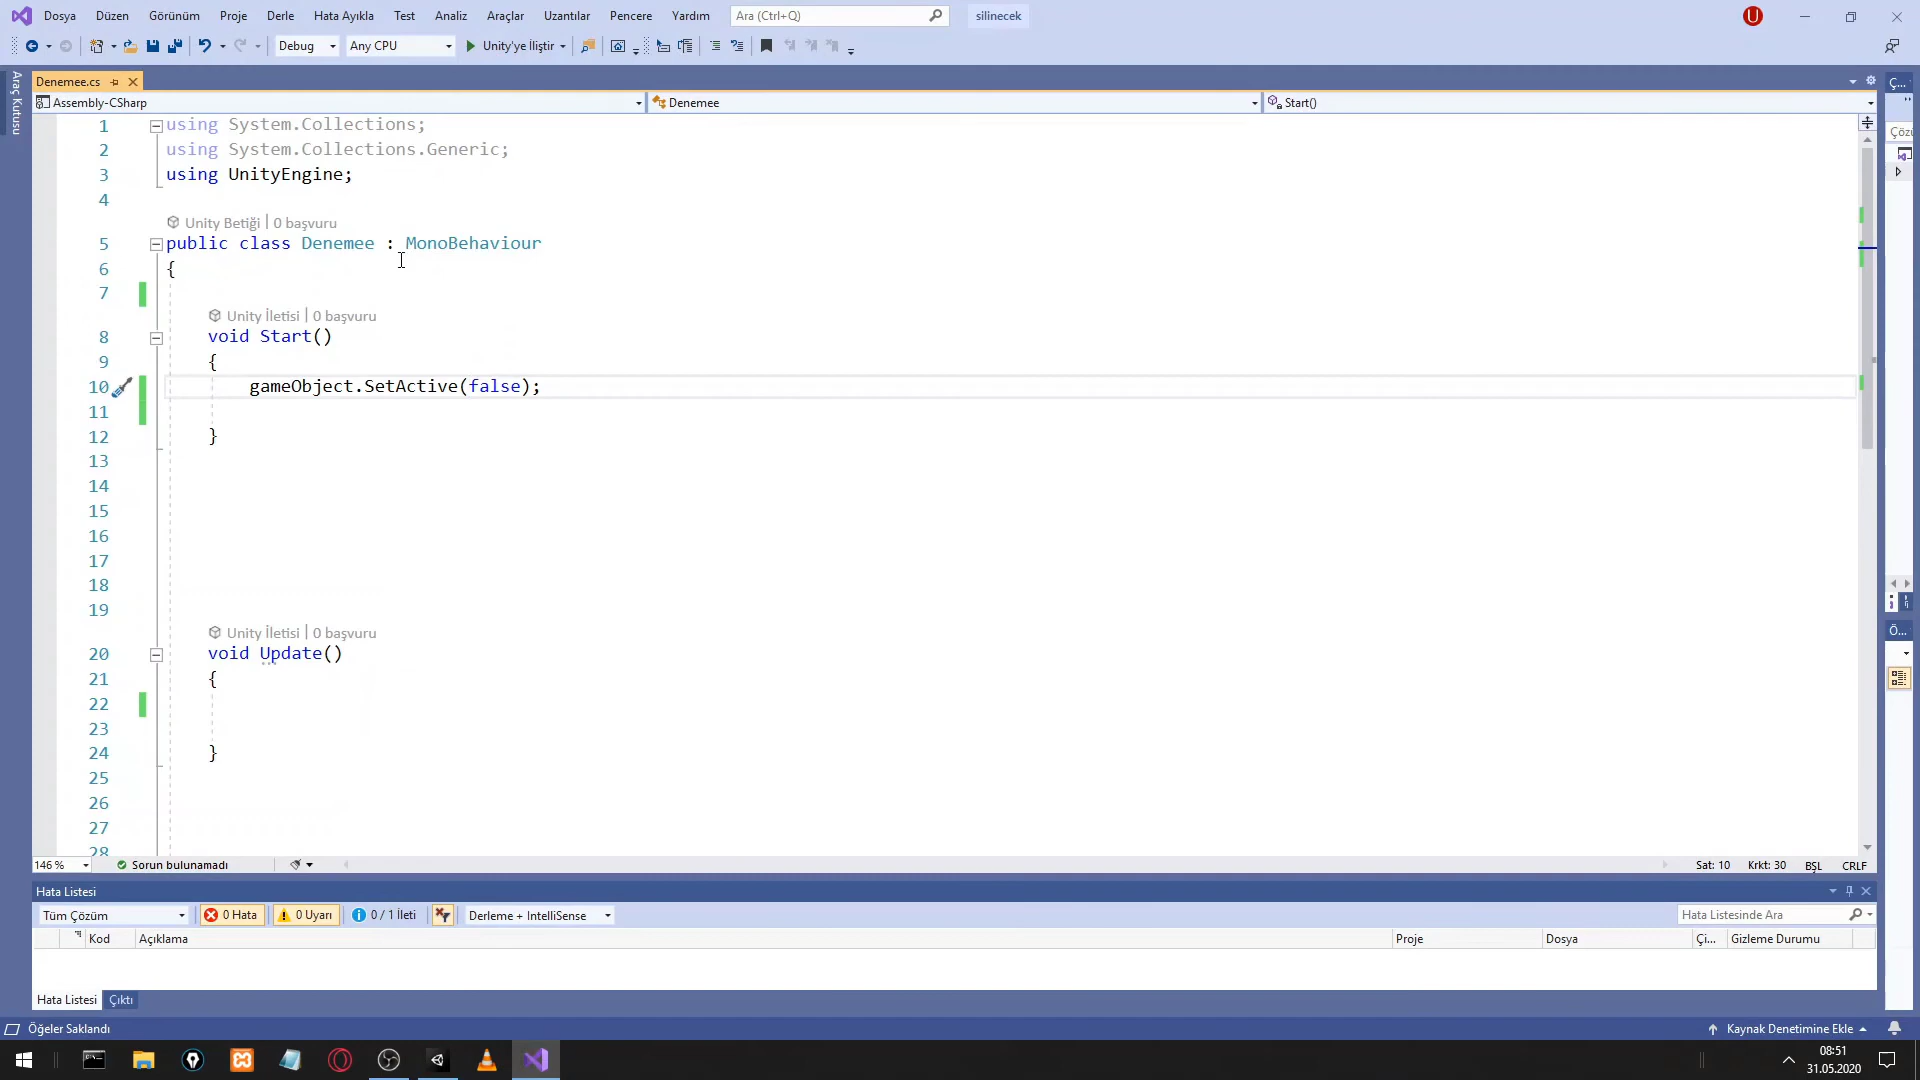 Dosya Düzen Görünüm Proje Derle Hata Ayıkla Test Analiz Araçlar Uzantılar Pencere Yardım Ara (Ctrl+Q) silinecek U
Debug Any CPU Unity'ye İliştir
Araç Kutusu
Denemee.cs
Assembly-CSharp Denemee Start()
1 using System.Collections;
2 using System.Collections.Generic;
3 using UnityEngine;
4
Unity Betiği | 0 başvuru
5 public class Denemee : MonoBehaviour
6 {
7
Unity İletisi | 0 başvuru
8 void Start()
9 {
10 gameObject.SetActive(false);
11
12 }
13
14
15
16
17
18
19
Unity İletisi | 0 başvuru
20 void Update()
21 {
22
23
24 }
25
26
27
28
Ç...
Çözü
Ö...
146 % Sorun bulunamadı Sat: 10 Krkt: 30 BŞL CRLF
Hata Listesi
Tüm Çözüm 0 Hata 0 Uyarı 0 / 1 İleti Derleme + IntelliSense Hata Listesinde Ara
Kod Açıklama Proje Dosya Çi... Gizleme Durumu
Hata Listesi Çıktı
Öğeler Saklandı Kaynak Denetimine Ekle
08:51
31.05.2020